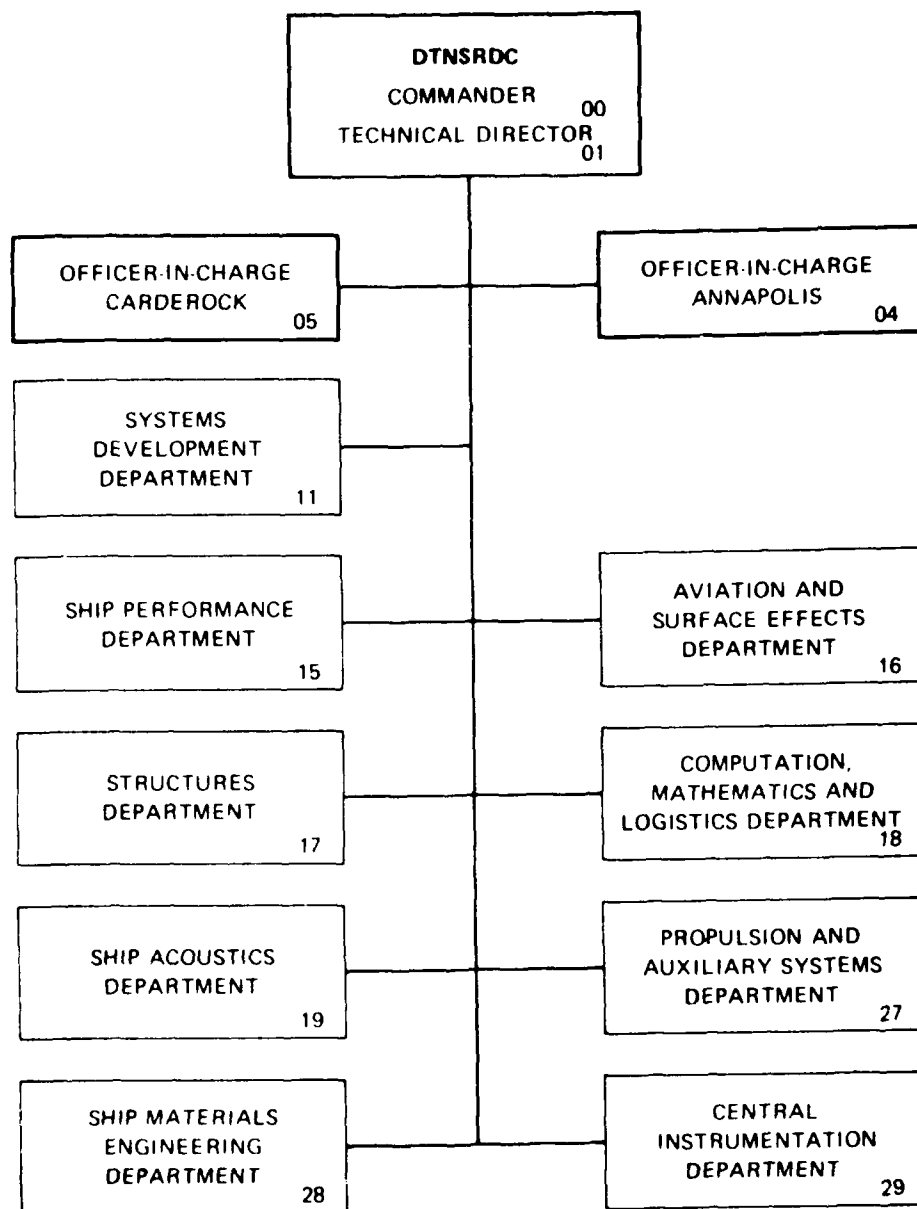 DTNSRDC
COMMANDER
00
TECHNICAL DIRECTOR
01
OFFICER-IN-CHARGE
CARDEROCK
05
OFFICER-IN-CHARGE
ANNAPOLIS
04
SYSTEMS
DEVELOPMENT
DEPARTMENT
11
SHIP PERFORMANCE
DEPARTMENT
15
AVIATION AND
SURFACE EFFECTS
DEPARTMENT
16
STRUCTURES
DEPARTMENT
17
COMPUTATION,
MATHEMATICS AND
LOGISTICS DEPARTMENT
18
SHIP ACOUSTICS
DEPARTMENT
19
PROPULSION AND
AUXILIARY SYSTEMS
DEPARTMENT
27
SHIP MATERIALS
ENGINEERING
DEPARTMENT
28
CENTRAL
INSTRUMENTATION
DEPARTMENT
29